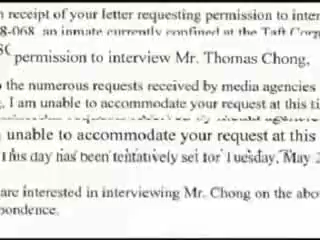 n receipt of your letter requesting permission to inter
8-068, an inmate currently confined at the Taft Corr
permission to interview Mr. Thomas Chong,
o the numerous requests received by media agencies
, I am unable to accommodate your request at this ti
unable to accommodate your request at this
This day has been tentatively set for Tuesday, May 2
are interested in interviewing Mr. Chong on the abo
pondence.